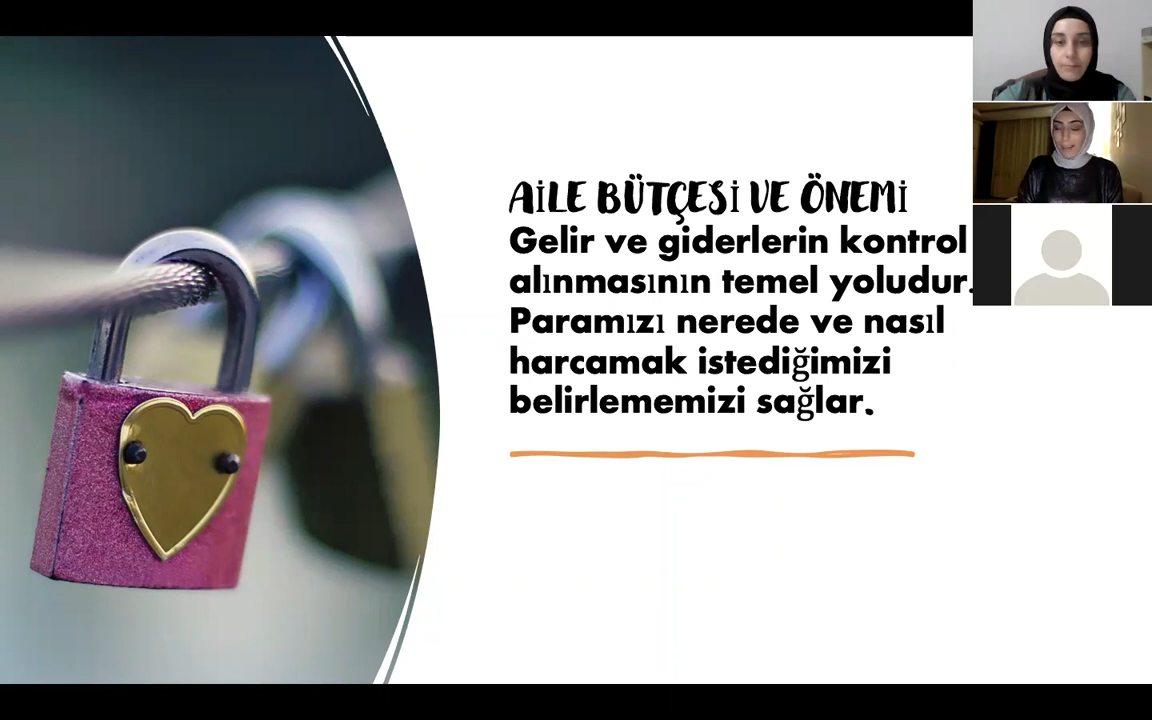 AİLE BÜTÇESİ VE ÖNEMİ
Gelir ve giderlerin kontrol
alınmasının temel yoludur.
Paramızı nerede ve nasıl
harcamak istediğimizi
belirlememizi sağlar.